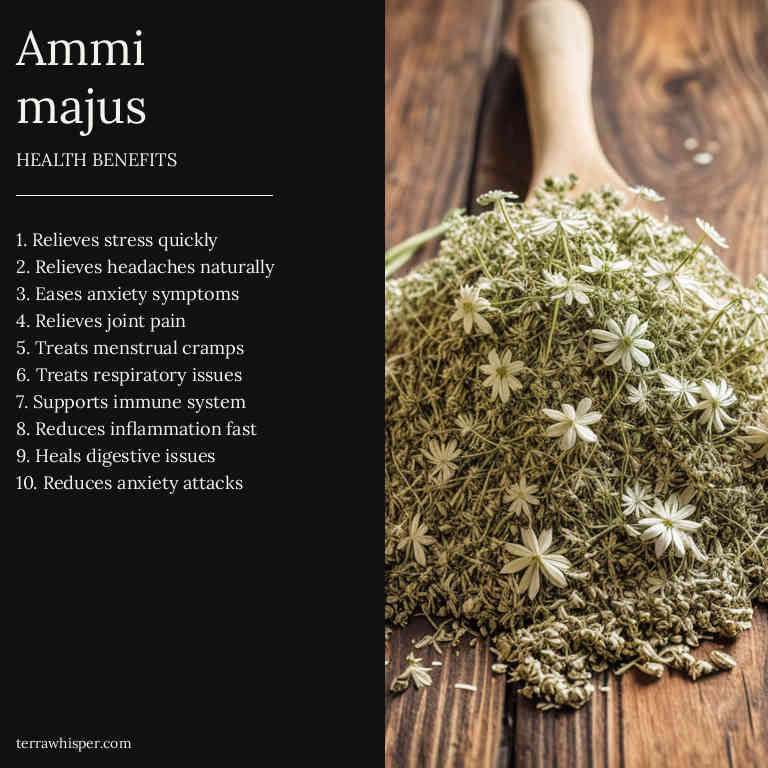 Ammi
majus
HEALTH BENEFITS
1. Relieves stress quickly
2. Relieves headaches naturally
3. Eases anxiety symptoms
4. Relieves joint pain
5. Treats menstrual cramps
6. Treats respiratory issues
7. Supports immune system
8. Reduces inflammation fast
9. Heals digestive issues
10. Reduces anxiety attacks
terrawhisper.com